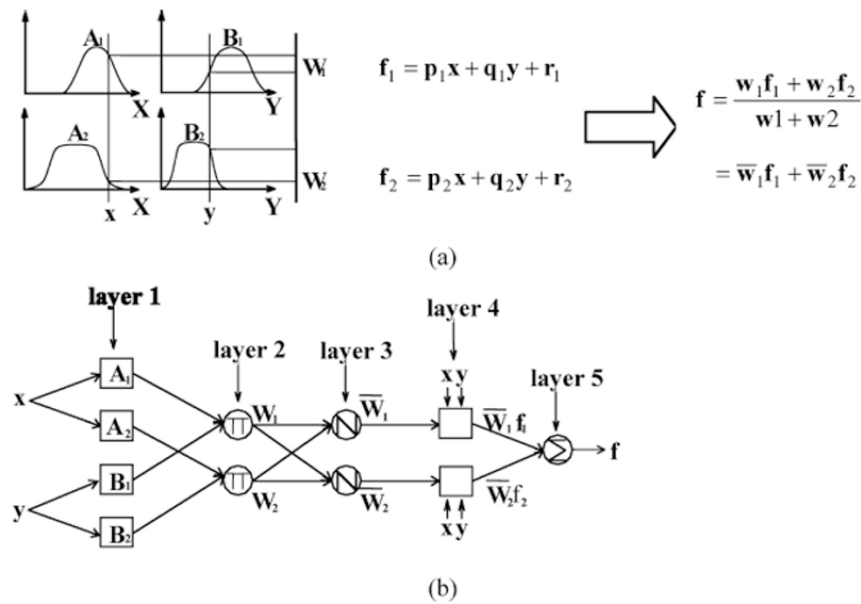 A₁
B₁
W₁
X
Y
f₁ = p₁x + q₁y + r₁
f = (w₁f₁ + w₂f₂) / (w1 + w2)
= w̅₁f₁ + w̅₂f₂
A₂
B₂
W₂
X
Y
x
y
f₂ = p₂x + q₂y + r₂
(a)
layer 1
layer 2
layer 3
layer 4
layer 5
x y
x
A₁
A₂
Π
W₁
N
W̅₁
W̅₁ f₁
Σ
f
y
B₁
B₂
Π
W₂
N
W̅₂
W̅₂f₂
x y
(b)